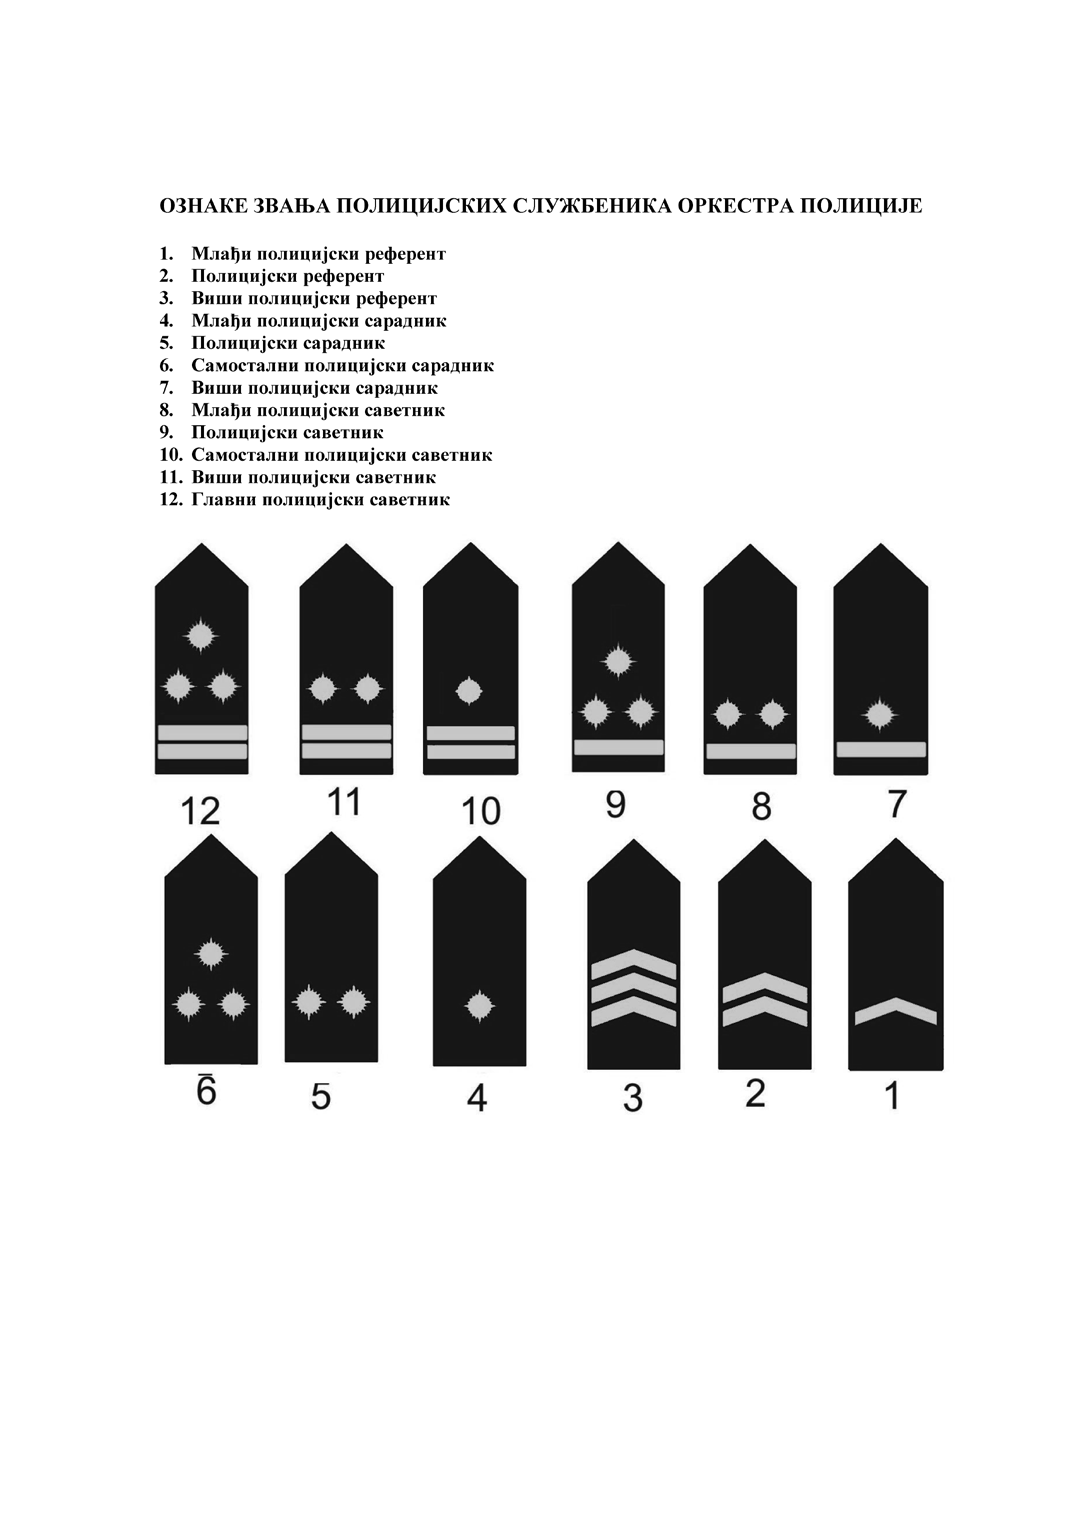 ОЗНАКЕ ЗВАЊА ПОЛИЦИЈСКИХ СЛУЖБЕНИКА ОРКЕСТРА ПОЛИЦИЈЕ
1. Млађи полицијски референт
2. Полицијски референт
3. Виши полицијски референт
4. Млађи полицијски сарадник
5. Полицијски сарадник
6. Самостални полицијски сарадник
7. Виши полицијски сарадник
8. Млађи полицијски саветник
9. Полицијски саветник
10. Самостални полицијски саветник
11. Виши полицијски саветник
12. Главни полицијски саветник
12 11 10 9 8 7
6 5 4 3 2 1